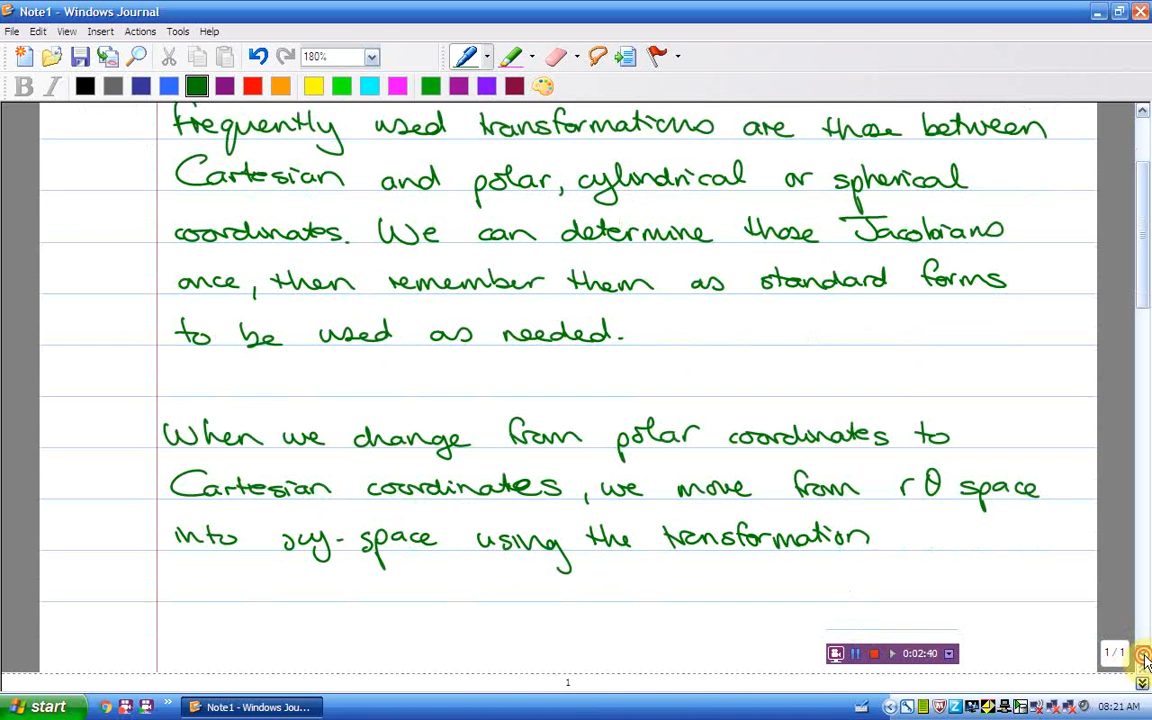 Note1 - Windows Journal
File Edit View Insert Actions Tools Help
180%
Frequently used transformations are those between
Cartesian and polar, cylindrical or spherical
coordinates. We can determine those Jacobians
once, then remember them as standard forms
to be used as needed.
When we change from polar coordinates to
Cartesian coordinates, we move from rθ space
into xy-space using the transformation
0:02:40
1 / 1
1
start
Note1 - Windows Jou...
08:21 AM